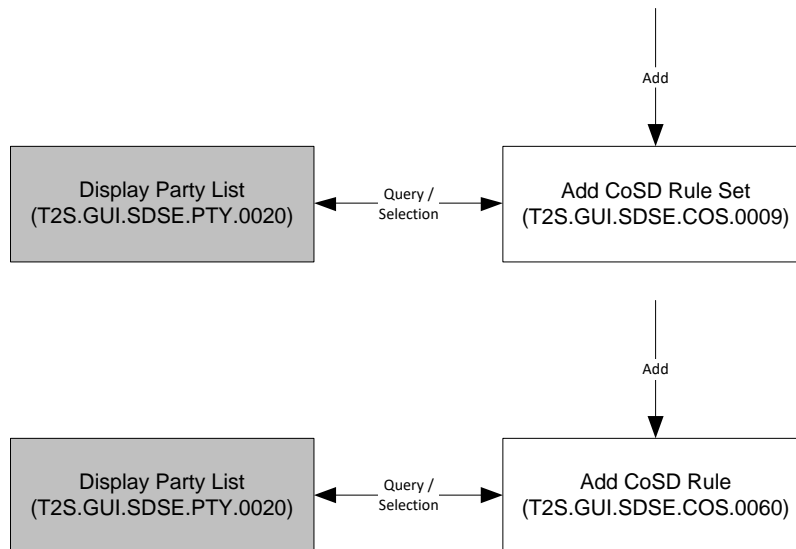 Add
Display Party List
(T2S.GUI.SDSE.PTY.0020)
Query /
Selection
Add CoSD Rule Set
(T2S.GUI.SDSE.COS.0009)
Add
Display Party List
(T2S.GUI.SDSE.PTY.0020)
Query /
Selection
Add CoSD Rule
(T2S.GUI.SDSE.COS.0060)